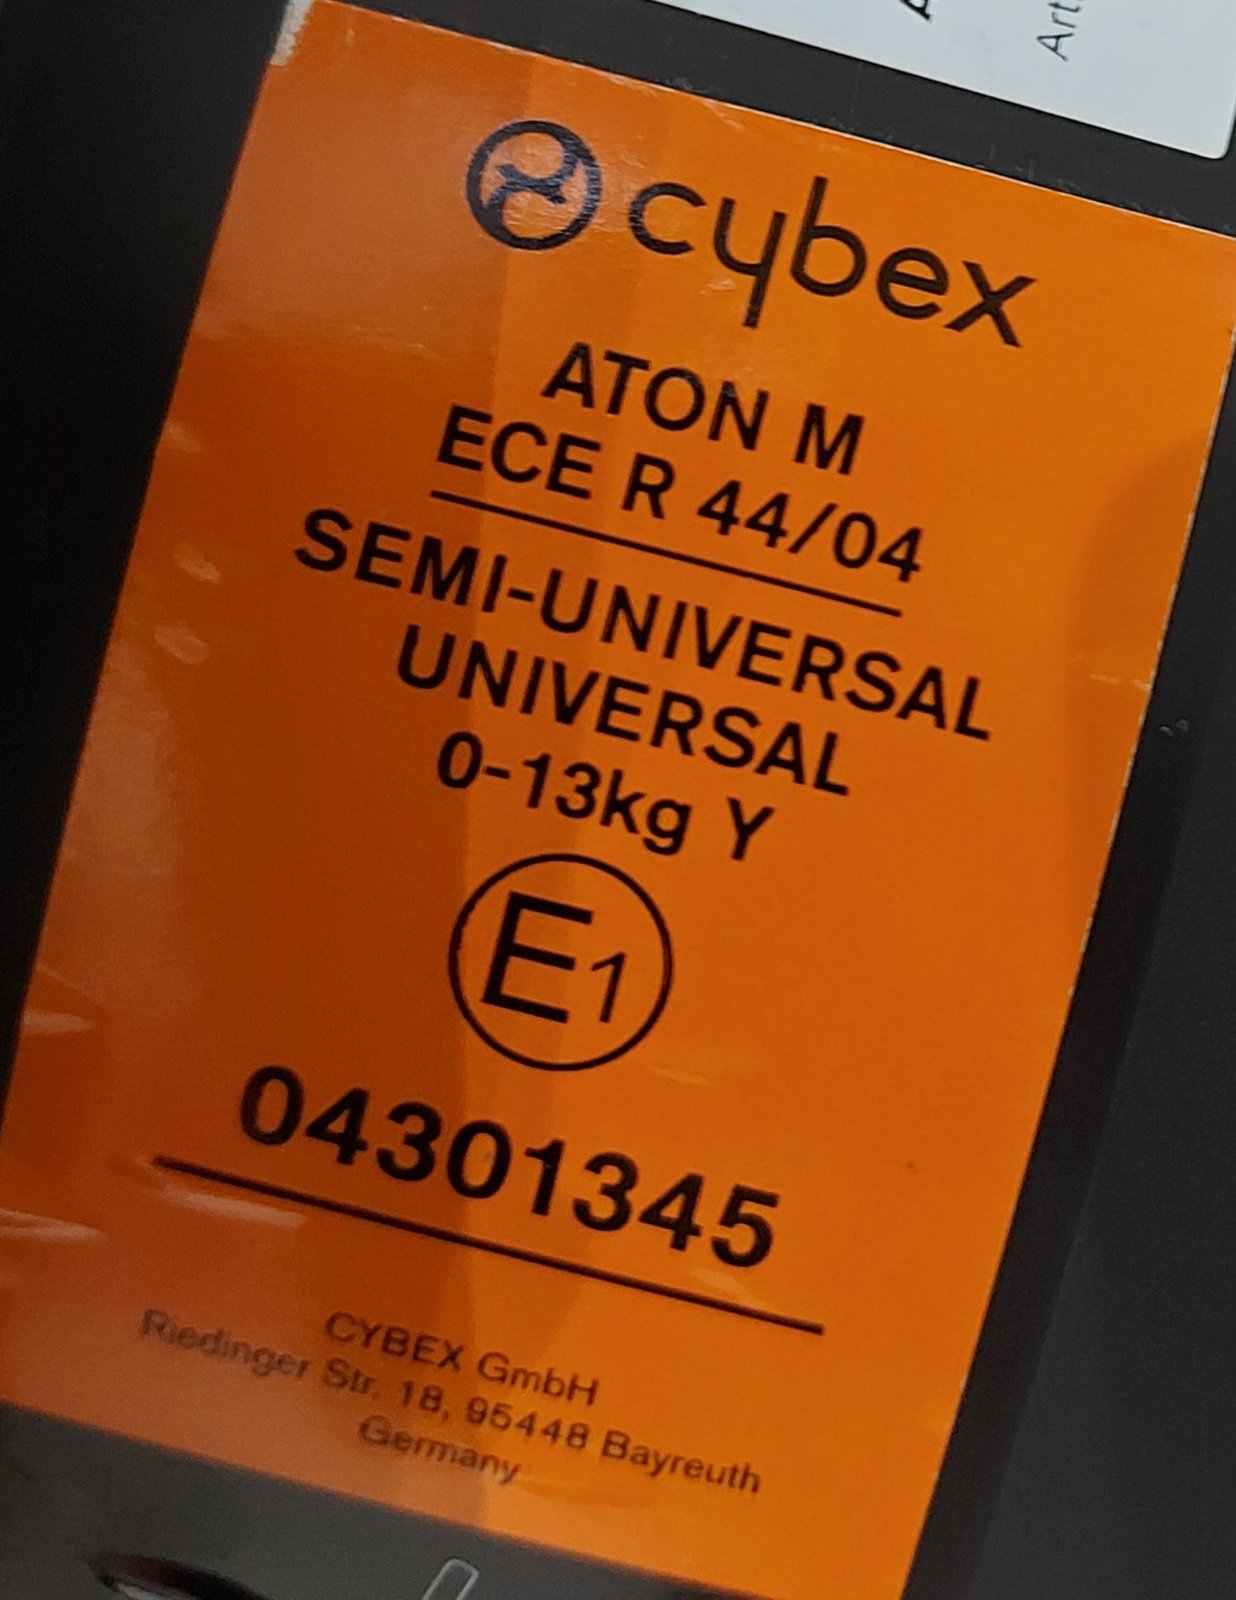 cybex
ATON M
ECE R 44/04
SEMI-UNIVERSAL
UNIVERSAL
0-13kg Y
E1
04301345
CYBEX GmbH
Riedinger Str. 18, 95448 Bayreuth
Germany
Art.